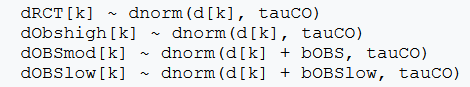 dRCT[k] ~ dnorm(d[k], tauCO)
dObshigh[k] ~ dnorm(d[k], tauCO)
dOBSmod[k] ~ dnorm(d[k] + bOBS, tauCO)
dOBSlow[k] ~ dnorm(d[k] + bOBSlow, tauCO)